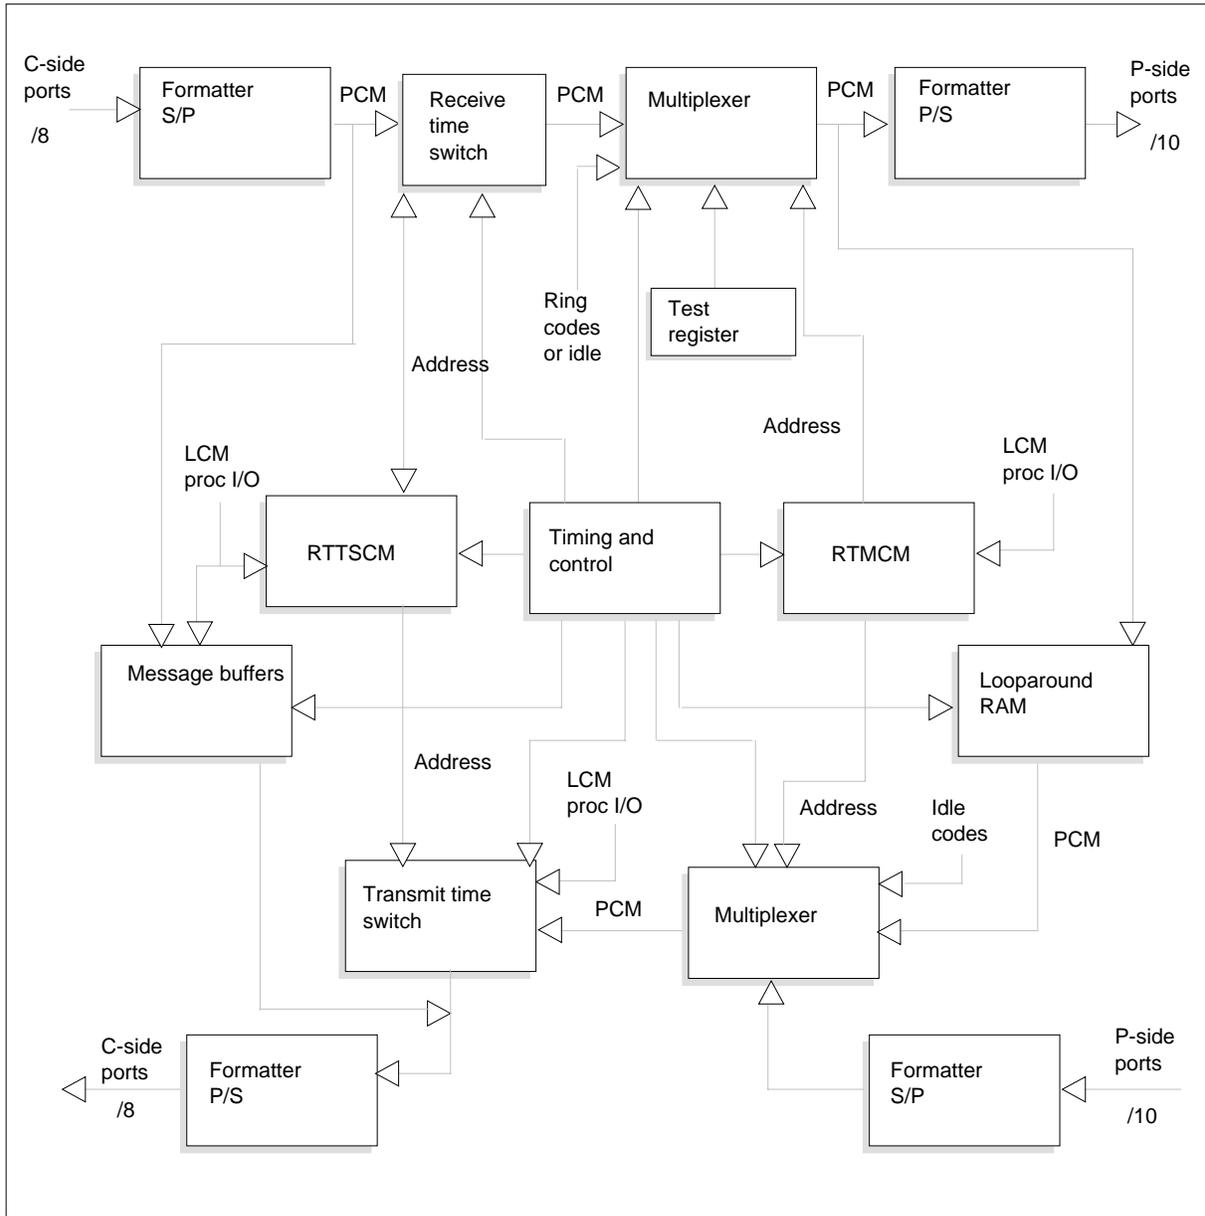 C-side
ports
/8
Formatter
S/P
PCM
Receive
time
switch
PCM
Multiplexer
PCM
Formatter
P/S
P-side
ports
/10
Ring
codes
or idle
Test
register
Address
Address
LCM
proc I/O
LCM
proc I/O
RTTSCM
Timing and
control
RTMCM
Message buffers
Looparound
RAM
Address
LCM
proc I/O
Address
Idle
codes
PCM
Transmit time
switch
PCM
Multiplexer
C-side
ports
/8
Formatter
P/S
Formatter
S/P
P-side
ports
/10